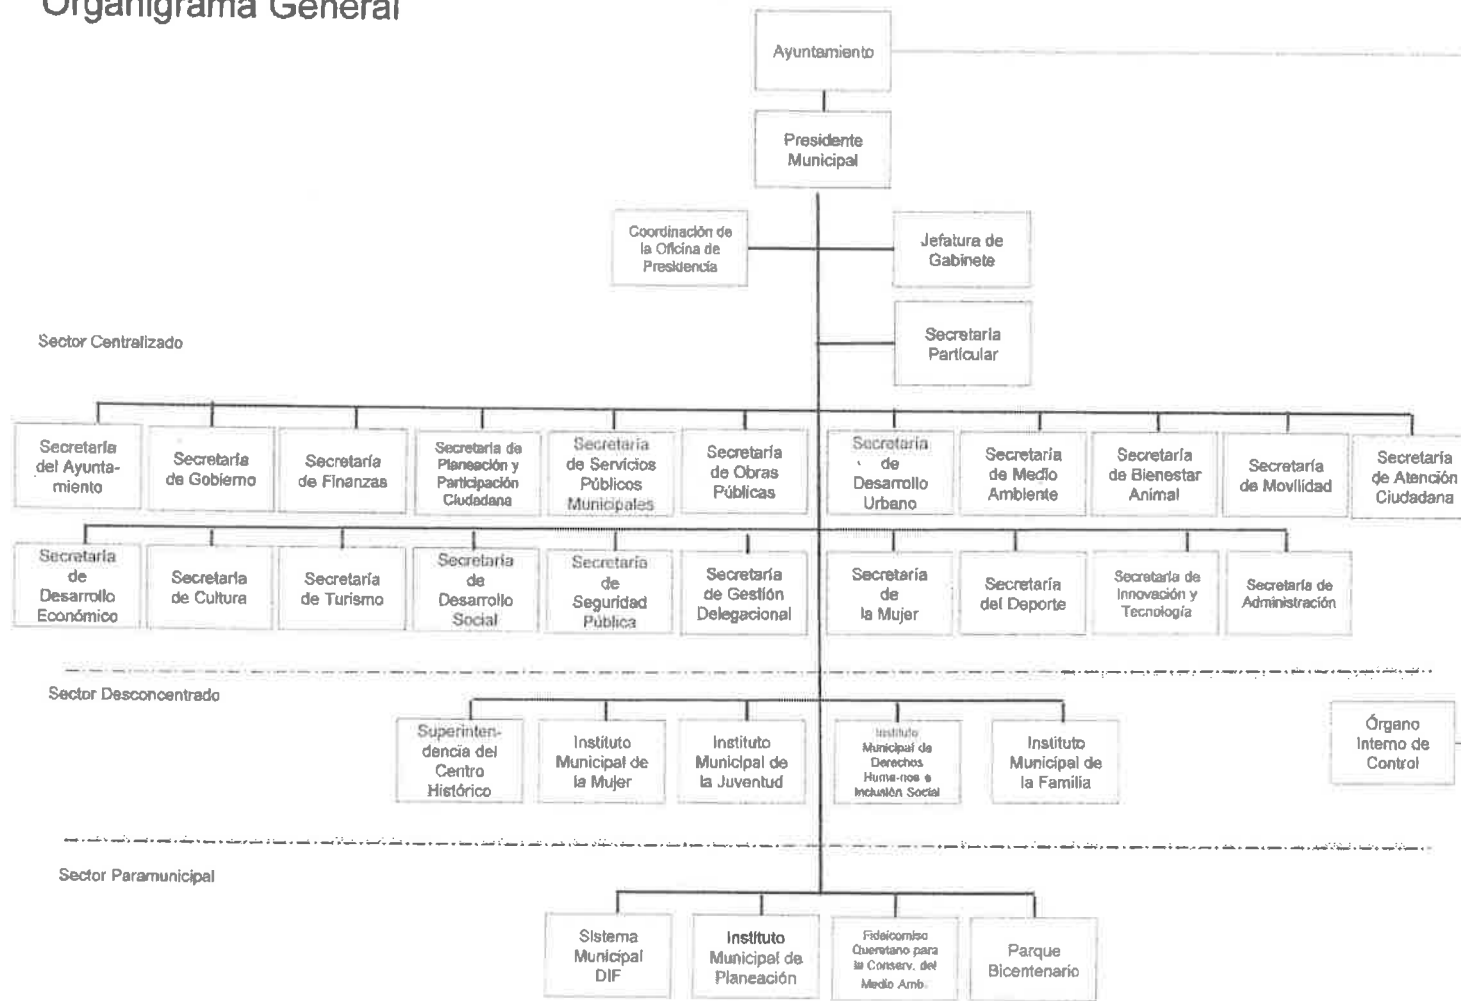 Organigrama General
Ayuntamiento
Presidente
Municipal
Coordinación de
la Oficina de
Presidencia
Jefatura de
Gabinete
Secretaría
Particular
Sector Centralizado
Secretaría
del Ayunta-
miento
Secretaría
de Gobierno
Secretaría
de Finanzas
Secretaría de
Planeación y
Participación
Ciudadana
Secretaría
de Servicios
Públicos
Municipales
Secretaría
de Obras
Públicas
Secretaría
de
Desarrollo
Urbano
Secretaría
de Medio
Ambiente
Secretaría
de Bienestar
Animal
Secretaría
de Movilidad
Secretaría
de Atención
Ciudadana
Secretaría
de
Desarrollo
Económico
Secretaría
de Cultura
Secretaría
de Turismo
Secretaría
de
Desarrollo
Social
Secretaría
de
Seguridad
Pública
Secretaría
de Gestión
Delegacional
Secretaría
de
la Mujer
Secretaría
del Deporte
Secretaría de
Innovación y
Tecnología
Secretaría de
Administración
Sector Desconcentrado
Superinten-
dencia del
Centro
Histórico
Instituto
Municipal de
la Mujer
Instituto
Municipal de
la Juventud
Instituto
Municipal de
Derechos
Huma-nos e
Inclusión Social
Instituto
Municipal de
la Familia
Órgano
Interno de
Control
Sector Paramunicipal
Sistema
Municipal
DIF
Instituto
Municipal de
Planeación
Fideicomiso
Queretano para
la Conserv. del
Medio Amb.
Parque
Bicentenario